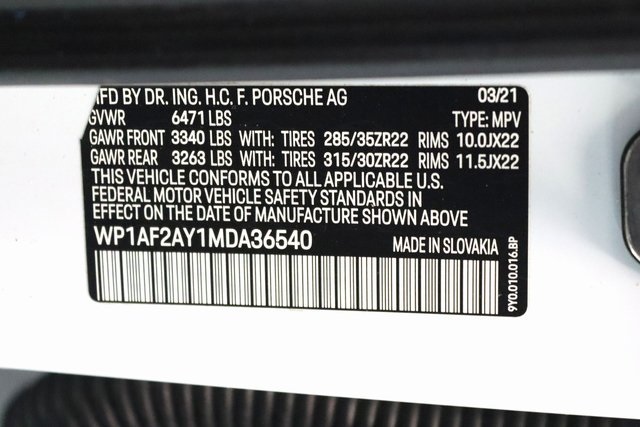 MFD BY DR. ING. H.C. F. PORSCHE AG 03/21
GVWR 6471 LBS TYPE: MPV
GAWR FRONT 3340 LBS WITH: TIRES 285/35ZR22 RIMS 10.0JX22
GAWR REAR 3263 LBS WITH: TIRES 315/30ZR22 RIMS 11.5JX22
THIS VEHICLE CONFORMS TO ALL APPLICABLE U.S.
FEDERAL MOTOR VEHICLE SAFETY STANDARDS IN
EFFECT ON THE DATE OF MANUFACTURE SHOWN ABOVE
WP1AF2AY1MDA36540 MADE IN SLOVAKIA
9Y0.010.016.BP